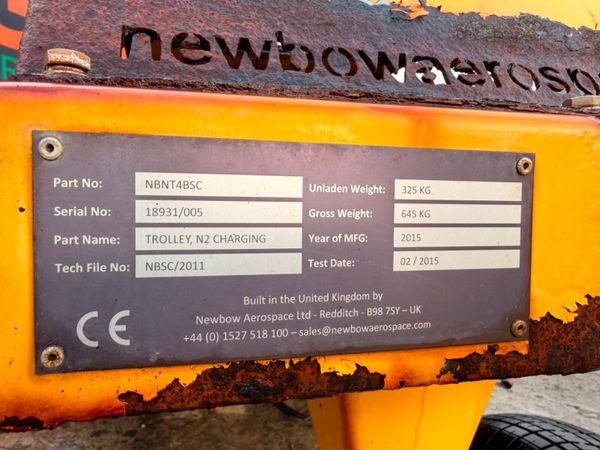 newbowaerosp
Part No: NBNT4BSC Unladen Weight: 325 KG
Serial No: 18931/005 Gross Weight: 645 KG
Part Name: TROLLEY, N2 CHARGING Year of MFG: 2015
Tech File No: NBSC/2011 Test Date: 02 / 2015
Built in the United Kingdom by
CE Newbow Aerospace Ltd - Redditch - B98 7SY – UK
+44 (0) 1527 518 100 – sales@newbowaerospace.com